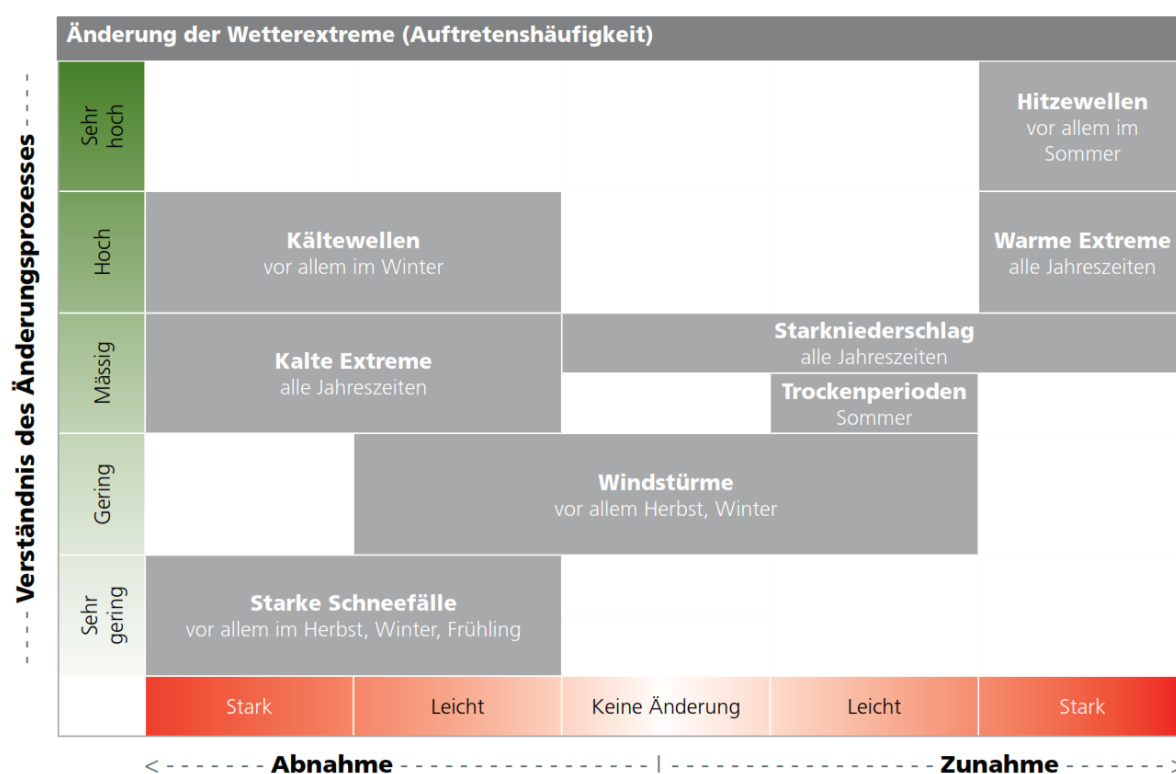 Änderung der Wetterextreme (Auftretenshäufigkeit)
Verständnis des Änderungsprozesses
Sehr
hoch
Hitzewellen
vor allem im
Sommer
Hoch
Kältewellen
vor allem im Winter
Warme Extreme
alle Jahreszeiten
Mässig
Kalte Extreme
alle Jahreszeiten
Starkniederschlag
alle Jahreszeiten
Trockenperioden
Sommer
Gering
Windstürme
vor allem Herbst, Winter
Sehr
gering
Starke Schneefälle
vor allem im Herbst, Winter, Frühling
Stark
Leicht
Keine Änderung
Leicht
Stark
Abnahme
Zunahme